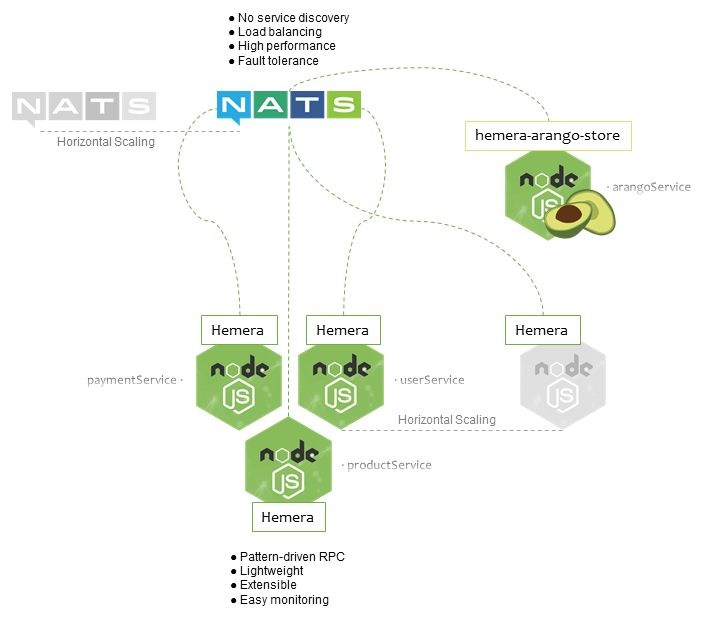 ● No service discovery
● Load balancing
● High performance
● Fault tolerance
NATS
NATS
Horizontal Scaling
hemera-arango-store
node
JS
· arangoService
Hemera
Hemera
Hemera
node
JS
node
JS
node
JS
paymentService ·
· userService
Horizontal Scaling
node
JS
· productService
Hemera
● Pattern-driven RPC
● Lightweight
● Extensible
● Easy monitoring